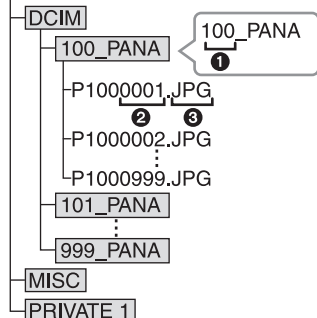 DCIM
100_PANA
100_PANA
❶
P1000001.JPG
❷ ❸
P1000002.JPG
P1000999.JPG
101_PANA
999_PANA
MISC
PRIVATE 1